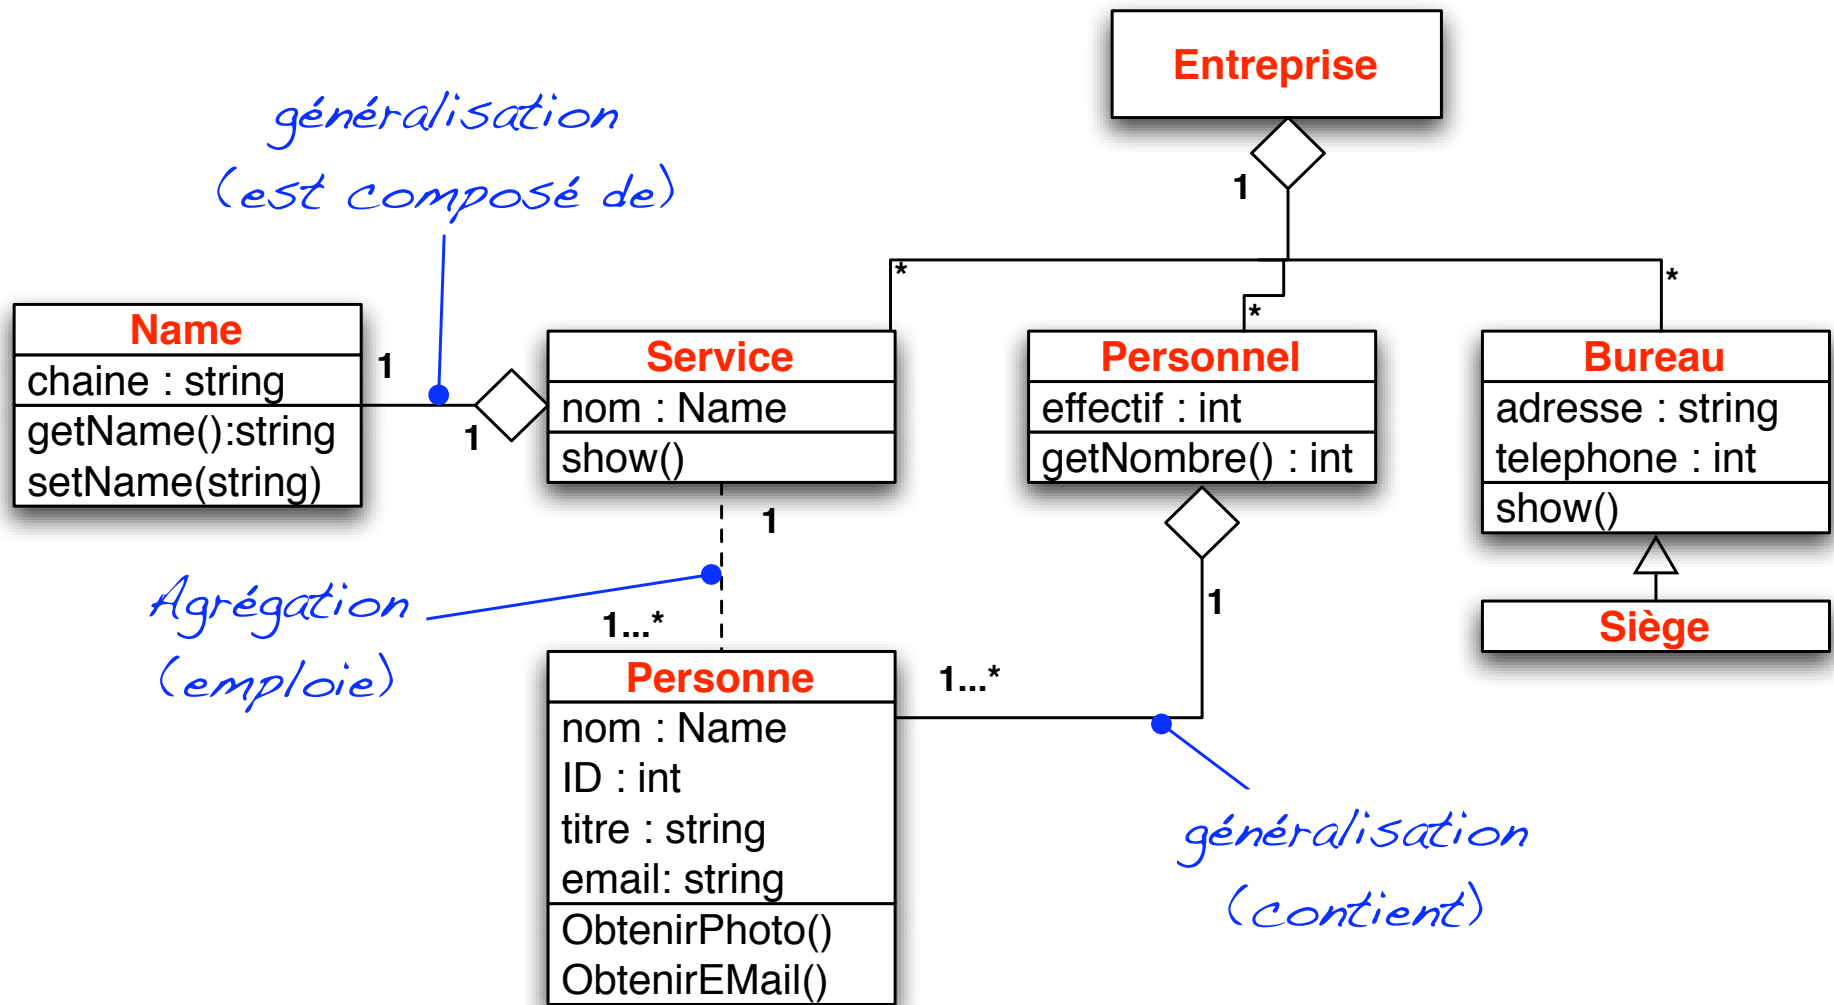 Entreprise
1
*
*
*
généralisation
(est composé de)
Name
chaine : string
getName():string
setName(string)
1
1
Service
nom : Name
show()
Personnel
effectif : int
getNombre() : int
Bureau
adresse : string
telephone : int
show()
Siège
1
1...*
Agrégation
(emploie)
1
1...*
Personne
nom : Name
ID : int
titre : string
email: string
ObtenirPhoto()
ObtenirEMail()
généralisation
(contient)